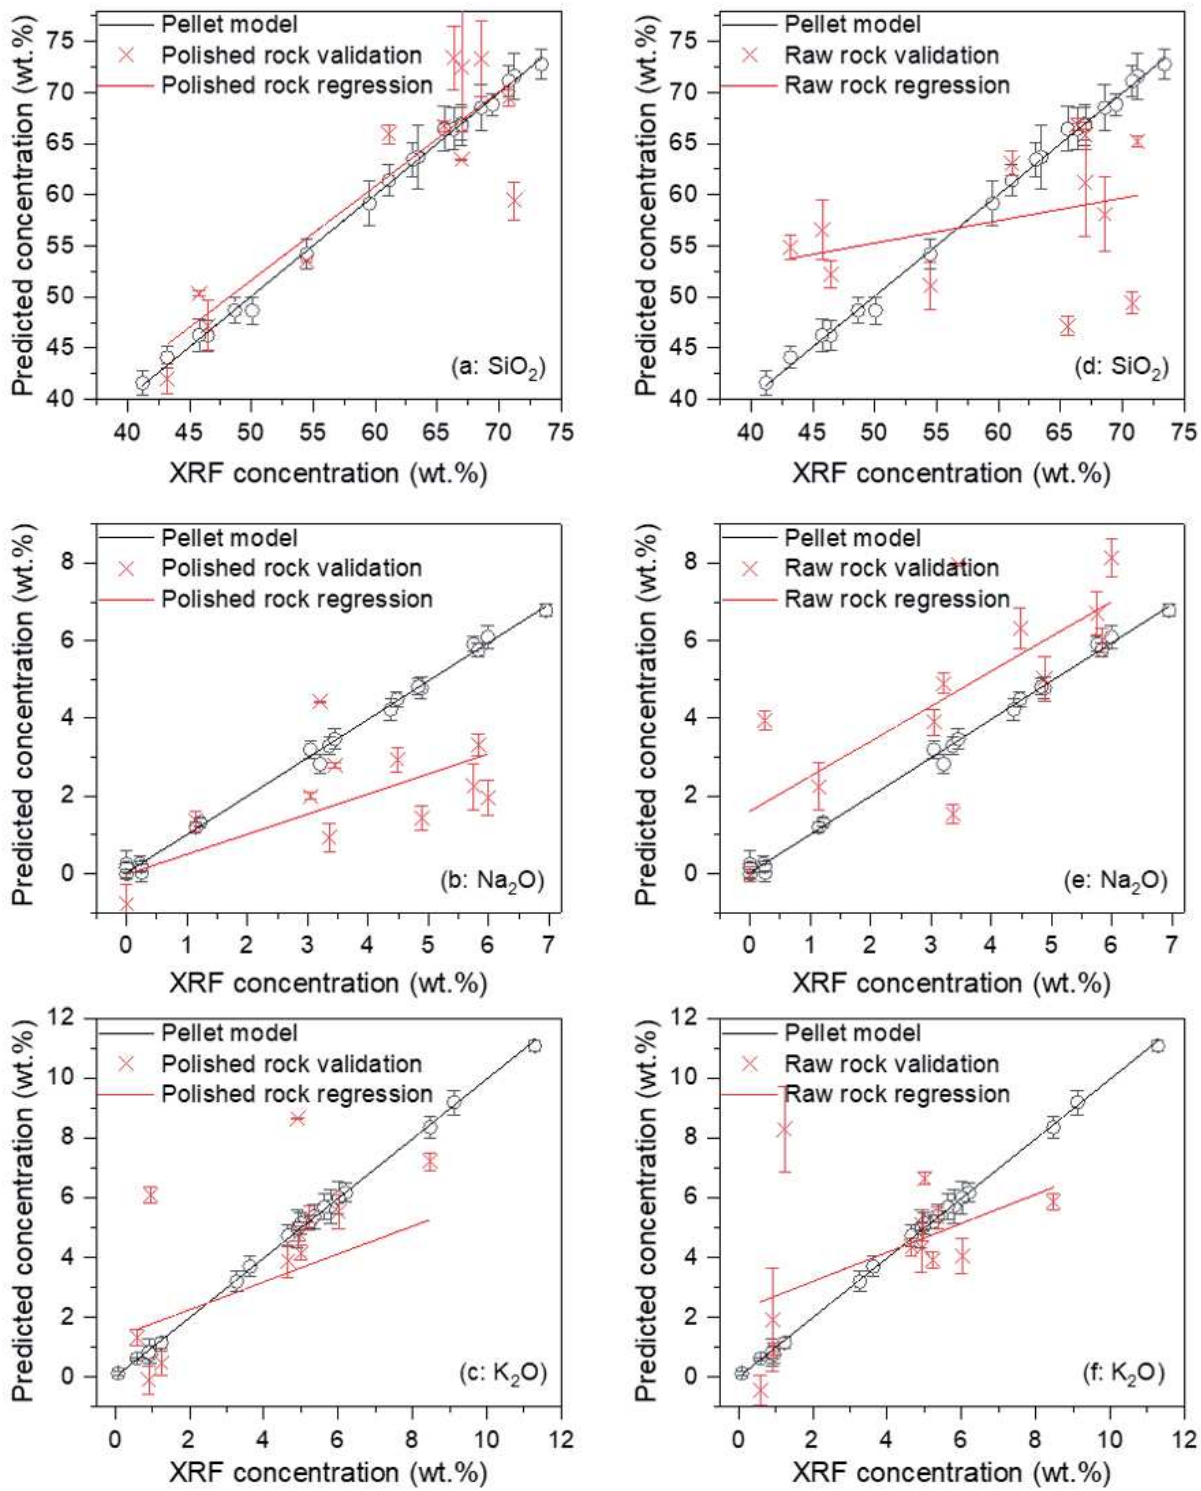 Pellet model
Polished rock validation
Polished rock regression
75
70
65
60
55
50
45
40
Predicted concentration (wt.%)
(a: SiO₂)
40 45 50 55 60 65 70 75
XRF concentration (wt.%)
Pellet model
Raw rock validation
Raw rock regression
75
70
65
60
55
50
45
40
Predicted concentration (wt.%)
(d: SiO₂)
40 45 50 55 60 65 70 75
XRF concentration (wt.%)
Pellet model
Polished rock validation
Polished rock regression
8
6
4
2
0
Predicted concentration (wt.%)
(b: Na₂O)
0 1 2 3 4 5 6 7
XRF concentration (wt.%)
Pellet model
Raw rock validation
Raw rock regression
8
6
4
2
0
Predicted concentration (wt.%)
(e: Na₂O)
0 1 2 3 4 5 6 7
XRF concentration (wt.%)
Pellet model
Polished rock validation
Polished rock regression
12
10
8
6
4
2
0
Predicted concentration (wt.%)
(c: K₂O)
0 2 4 6 8 10 12
XRF concentration (wt.%)
Pellet model
Raw rock validation
Raw rock regression
12
10
8
6
4
2
0
Predicted concentration (wt.%)
(f: K₂O)
0 2 4 6 8 10 12
XRF concentration (wt.%)